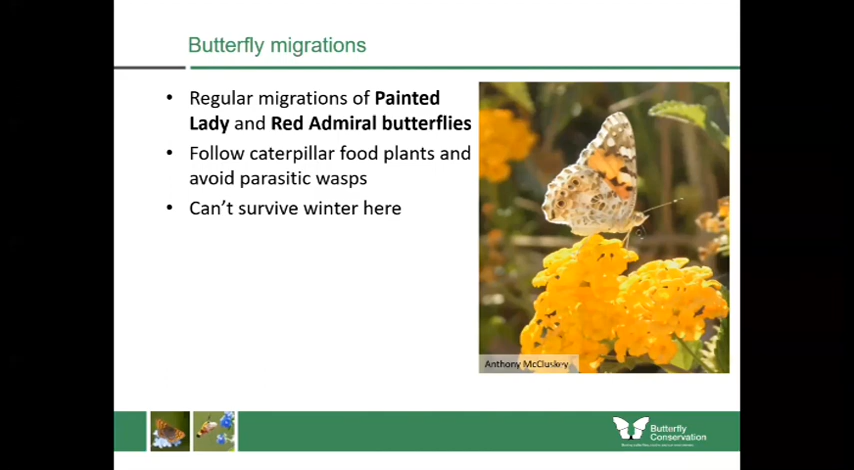 Butterfly migrations
• Regular migrations of Painted
Lady and Red Admiral butterflies
• Follow caterpillar food plants and
avoid parasitic wasps
• Can’t survive winter here
Anthony McCluskey
Butterfly
Conservation